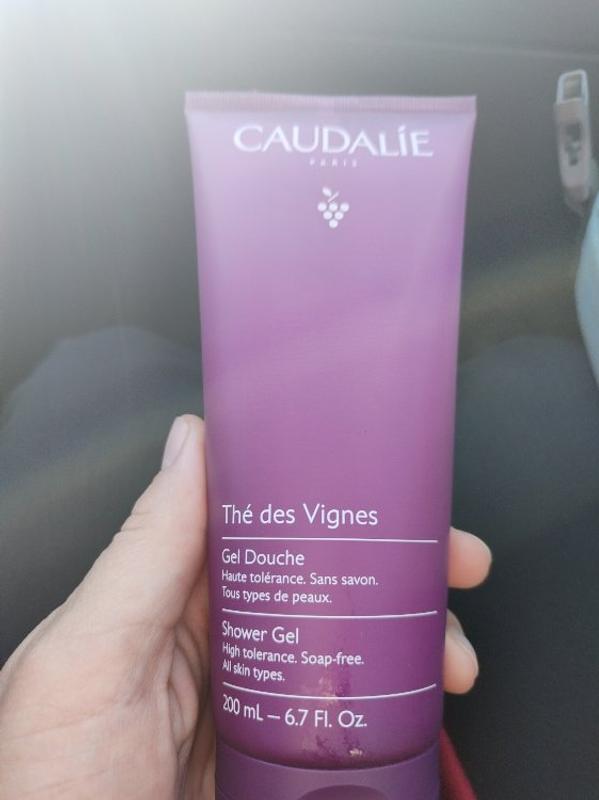 CAUDALÍE
PARIS
Thé des Vignes
Gel Douche
Haute tolérance. Sans savon.
Tous types de peaux.
Shower Gel
High tolerance. Soap-free.
All skin types.
200 mL – 6.7 Fl. Oz.